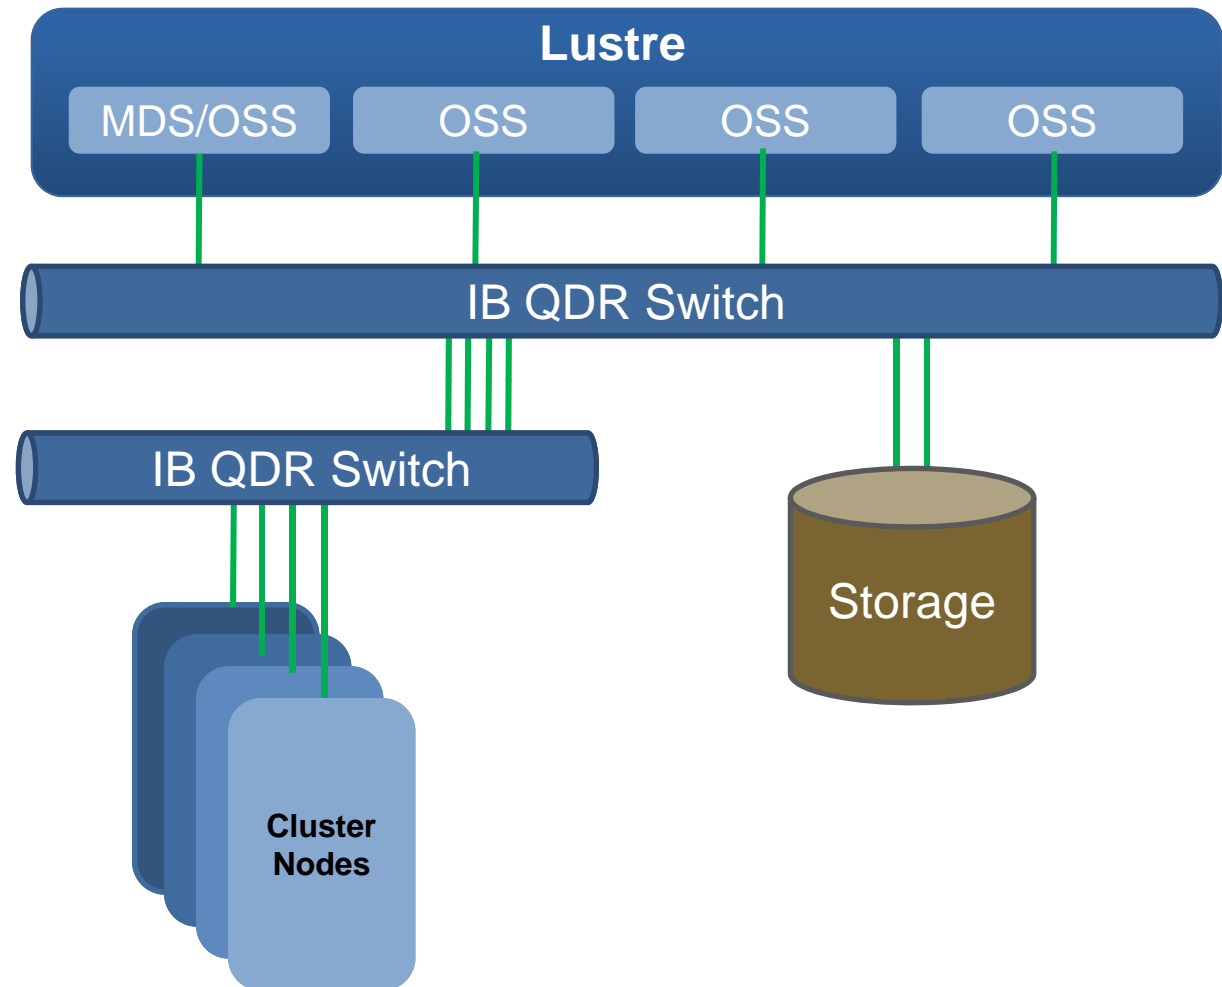 Lustre
MDS/OSS
OSS
OSS
OSS
IB QDR Switch
IB QDR Switch
Storage
Cluster
Nodes